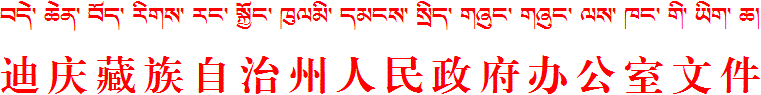 བདེ་ ཆེན་ བོད་ རིགས་ རང་ སྐྱོང་ ཁུལམི་ དམངས་ སྲིད་ གཞུང་ གཞུང་ ལས་ ཁང་ གི་ ཡིག་ ཆ།
迪庆藏族自治州人民政府办公室文件